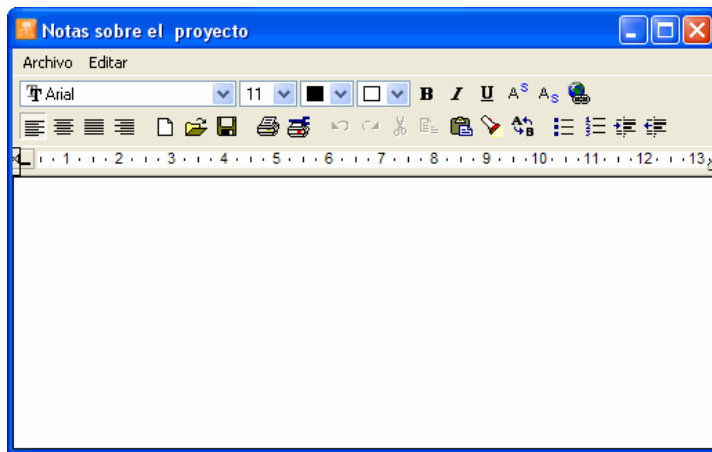 Notas sobre el proyecto
Archivo Editar
Arial 11 B I U A S A S
A B
1 2 3 4 5 6 7 8 9 10 11 12 13